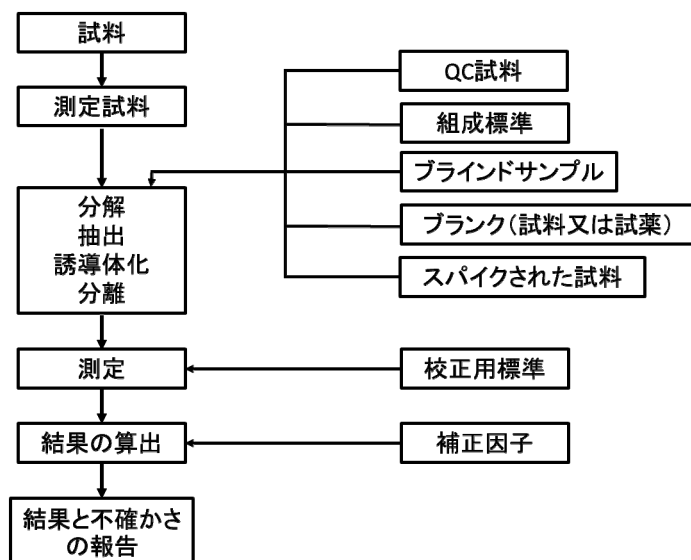 試料
測定試料
QC試料
組成標準
ブラインドサンプル
ブランク（試料又は試薬）
スパイクされた試料
分解
抽出
誘導体化
分離
測定
校正用標準
結果の算出
補正因子
結果と不確かさ
の報告